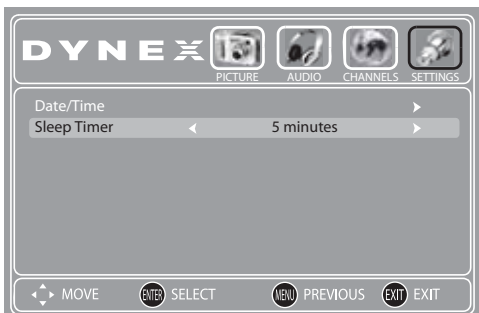 DYNEX
PICTURE AUDIO CHANNELS SETTINGS
Date/Time
Sleep Timer 5 minutes
MOVE ENTER SELECT MENU PREVIOUS EXIT EXIT